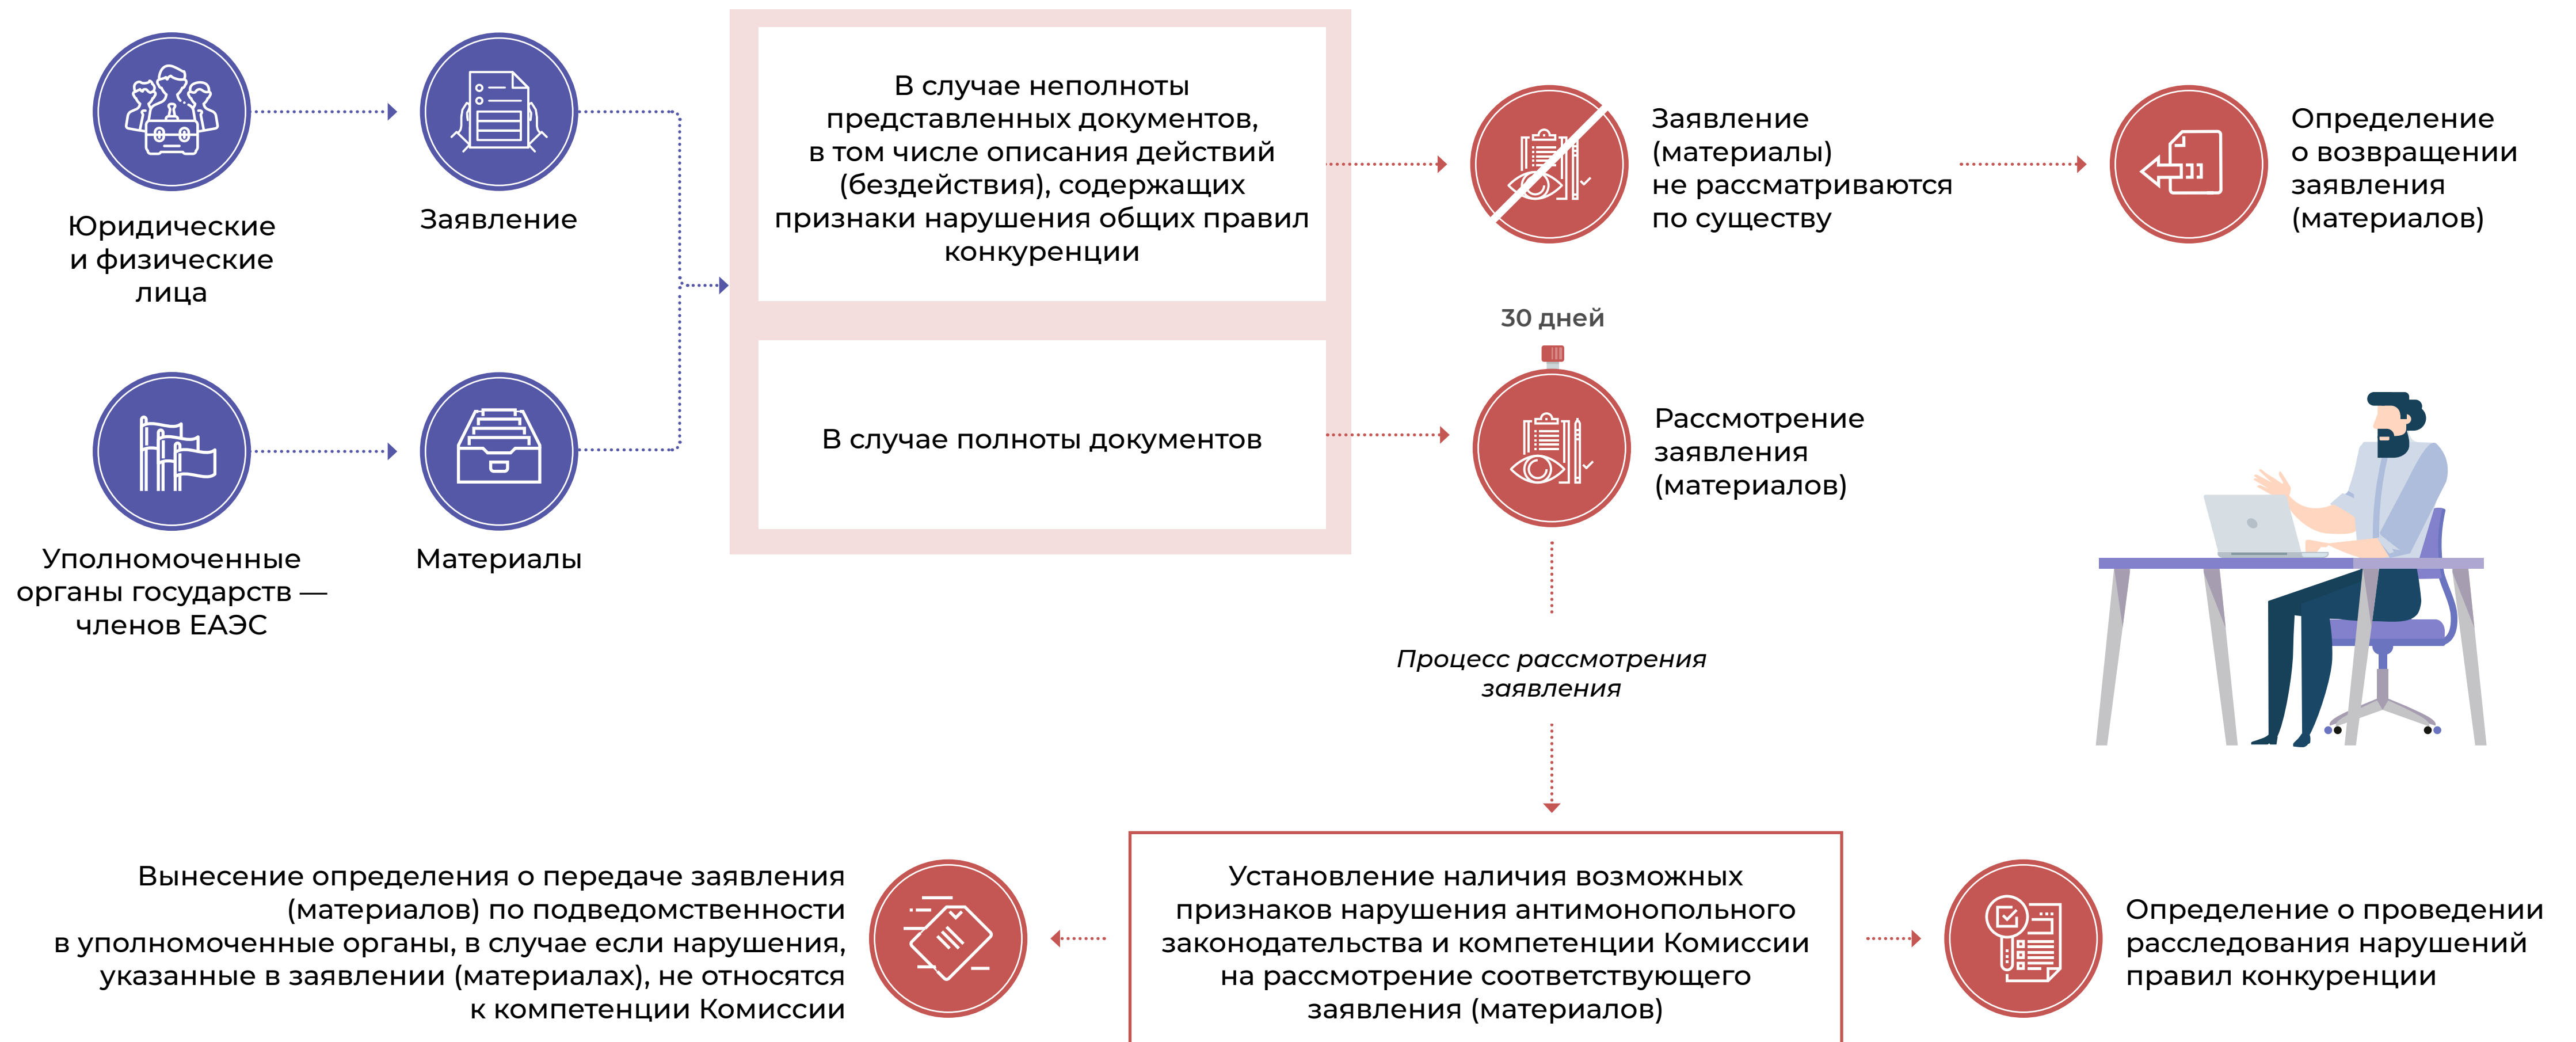 Юридические
и физические
лица
Заявление
Уполномоченные
органы государств —
членов ЕАЭС
Материалы
В случае неполноты
представленных документов,
в том числе описания действий
(бездействия), содержащих
признаки нарушения общих правил
конкуренции
Заявление
(материалы)
не рассматриваются
по существу
Определение
о возвращении
заявления
(материалов)
В случае полноты документов
30 дней
Рассмотрение
заявления
(материалов)
Процесс рассмотрения
заявления
Вынесение определения о передаче заявления
(материалов) по подведомственности
в уполномоченные органы, в случае если нарушения,
указанные в заявлении (материалах), не относятся
к компетенции Комиссии
Установление наличия возможных
признаков нарушения антимонопольного
законодательства и компетенции Комиссии
на рассмотрение соответствующего
заявления (материалов)
Определение о проведении
расследования нарушений
правил конкуренции